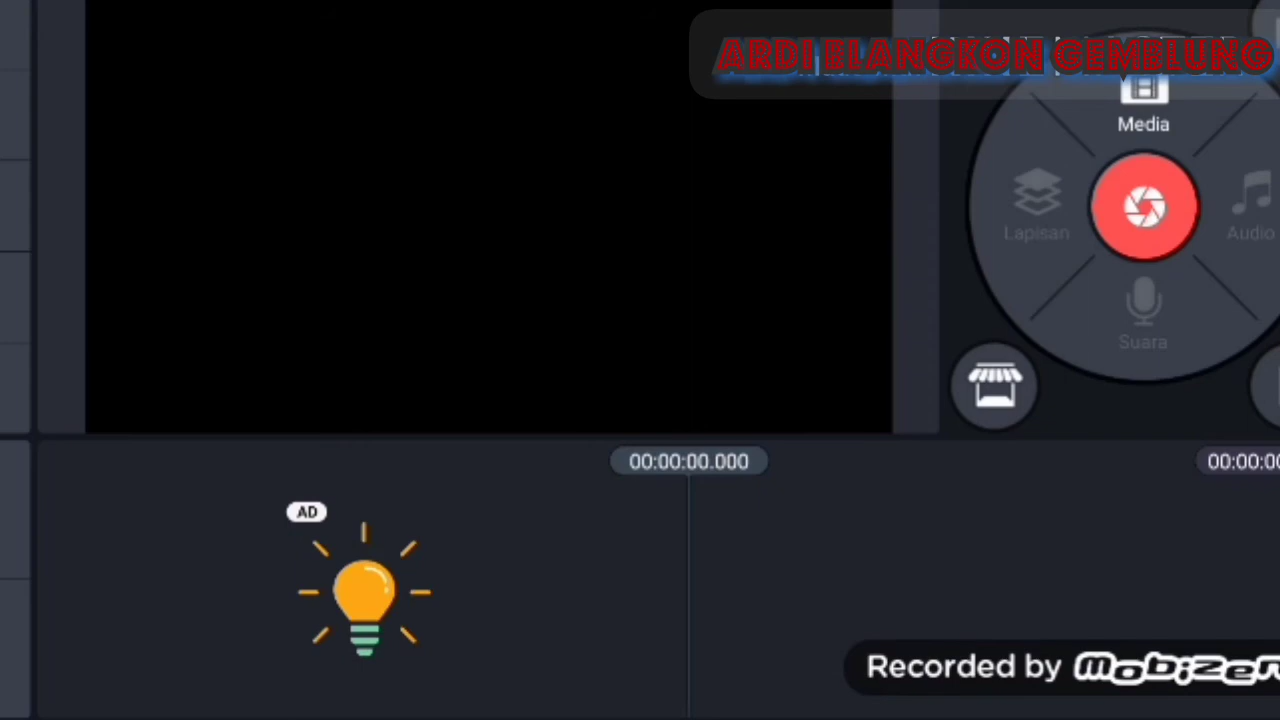 ARDI BLANGKON GEMBLUNG
Media
Lapisan
Audio
Suara
00:00:00.000
AD
Recorded by mobizen